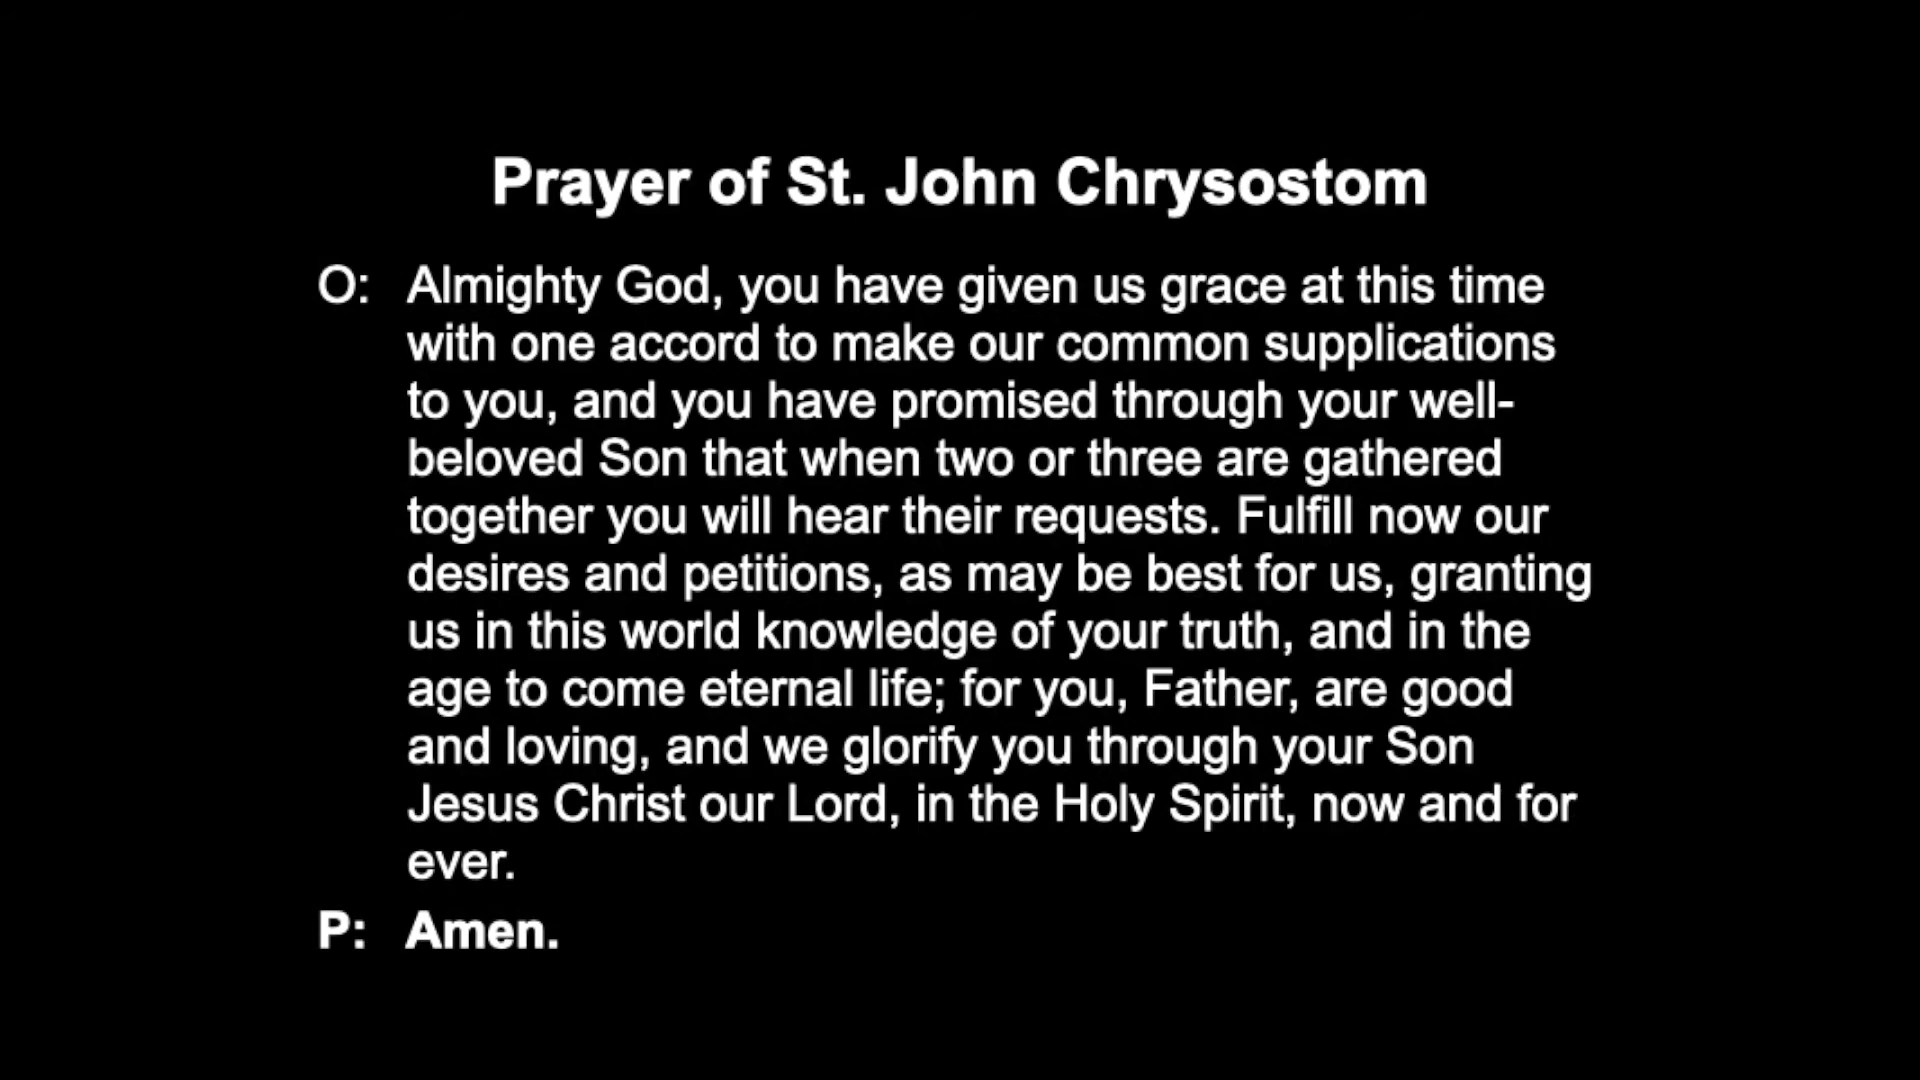 Prayer of St. John Chrysostom
O: Almighty God, you have given us grace at this time
with one accord to make our common supplications
to you, and you have promised through your well-
beloved Son that when two or three are gathered
together you will hear their requests. Fulfill now our
desires and petitions, as may be best for us, granting
us in this world knowledge of your truth, and in the
age to come eternal life; for you, Father, are good
and loving, and we glorify you through your Son
Jesus Christ our Lord, in the Holy Spirit, now and for
ever.
P: Amen.